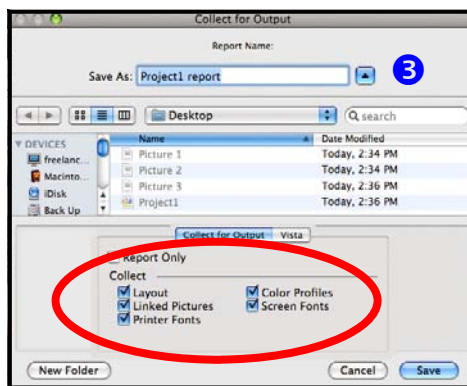 Collect for Output
Report Name:
Save As: Project1 report
❸
Desktop
search
Name Date Modified
DEVICES
freelanc...
Macinto...
iDisk
Back Up
Picture 1 Today, 2:34 PM
Picture 2 Today, 2:34 PM
Picture 3 Today, 2:36 PM
Project1 Today, 2:36 PM
Collect for Output Vista
Report Only
Collect
Layout Color Profiles
Linked Pictures Screen Fonts
Printer Fonts
New Folder Cancel Save